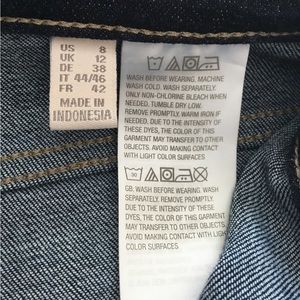 US 8
UK 12
DE 38
IT 44/46
FR 42
MADE IN
INDONESIA
WASH BEFORE WEARING. MACHINE
WASH COLD. WASH SEPARATELY.
ONLY NON-CHLORINE BLEACH WHEN
NEEDED. TUMBLE DRY LOW.
REMOVE PROMPTLY. WARM IRON IF
NEEDED. DUE TO THE INTENSITY OF
THESE DYES, THE COLOR OF THIS
GARMENT MAY TRANSFER TO OTHER
OBJECTS. AVOID MAKING CONTACT
WITH LIGHT COLOR SURFACES
GB: WASH BEFORE WEARING. WASH
SEPARATELY. REMOVE PROMPTLY.
DUE TO THE INTENSITY OF THESE
DYES, THE COLOR OF THIS GARMENT
MAY TRANSFER TO OTHER OBJECTS.
AVOID MAKING CONTACT WITH LIGHT
COLOR SURFACES